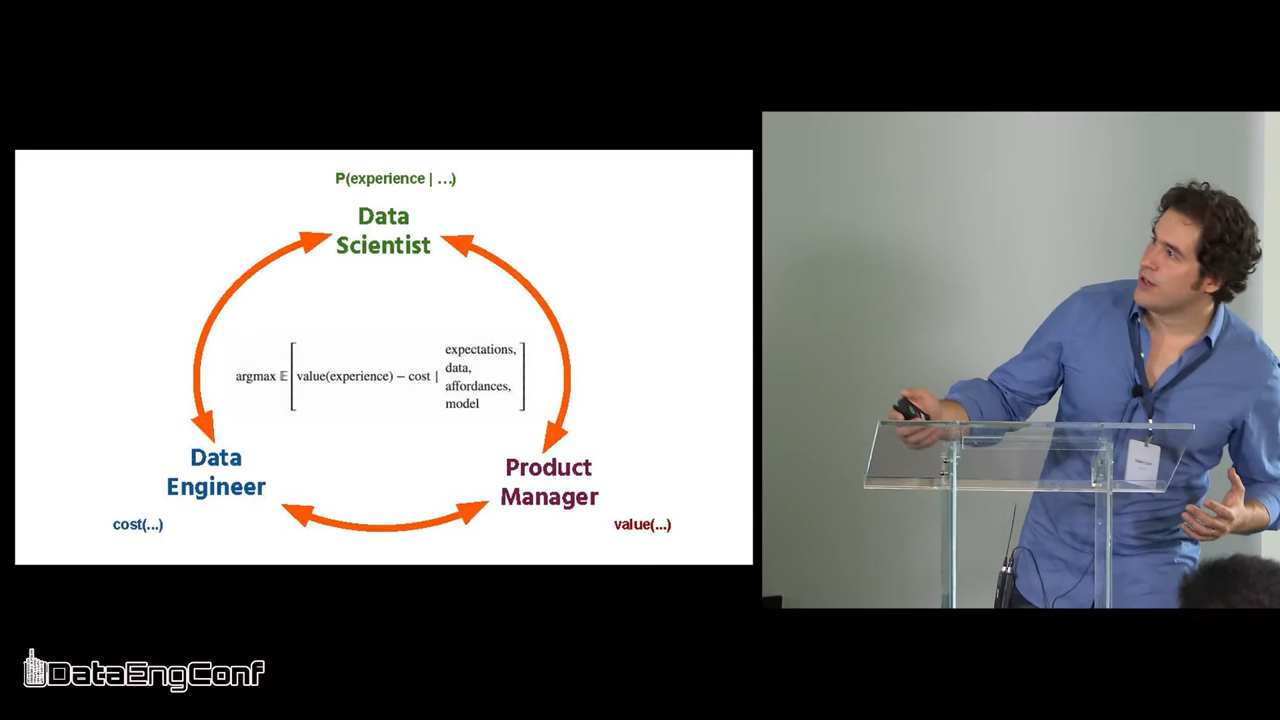 P(experience | …)
Data
Scientist
argmax 𝔼[value(experience) − cost |
expectations,
data,
affordances,
model]
Data
Engineer
Product
Manager
cost(...)
value(...)
DataEngConf